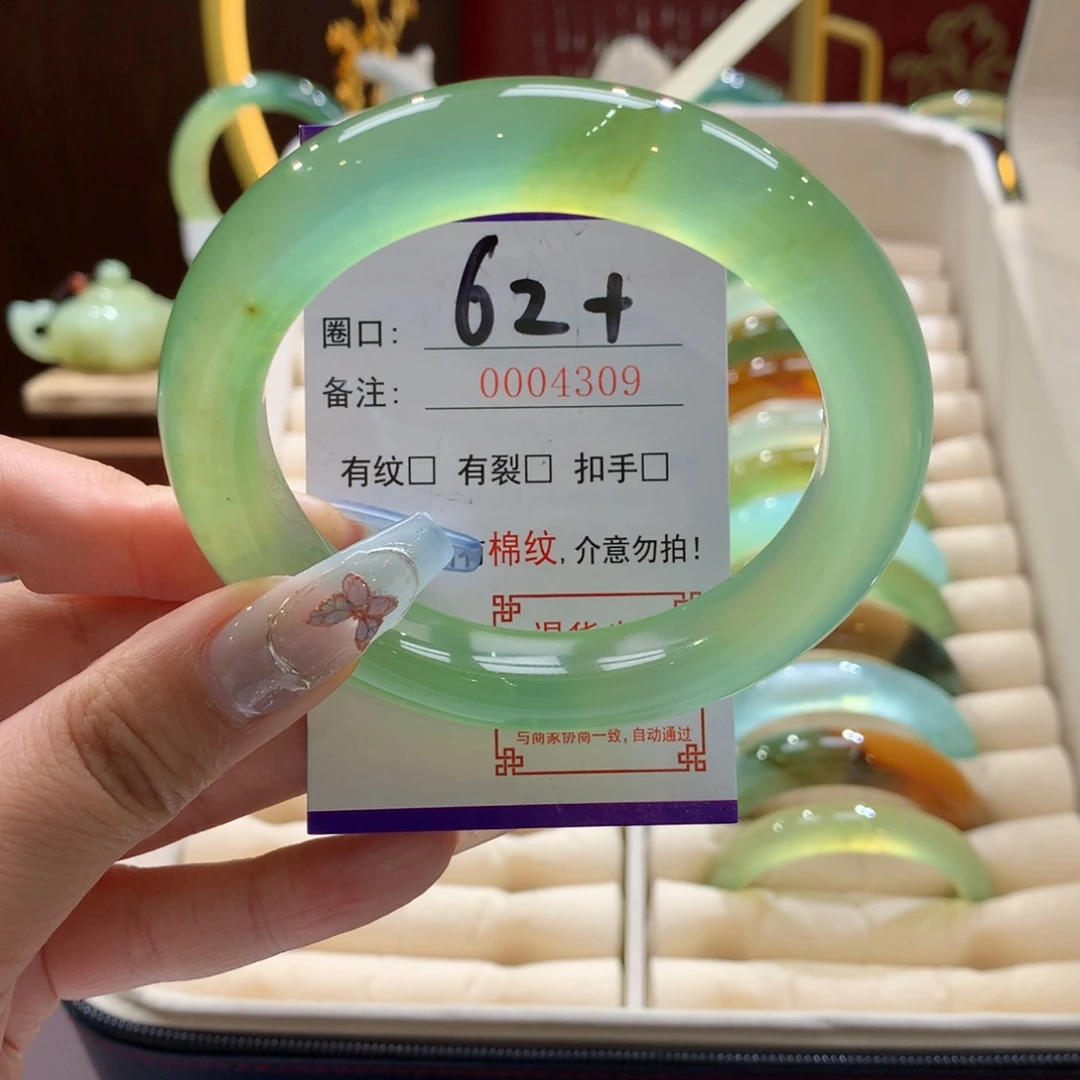 圈口: 62+
备注: 0004309
有纹□ 有裂□ 扣手□
棉纹,介意勿拍!
与商家协商一致,自动通过